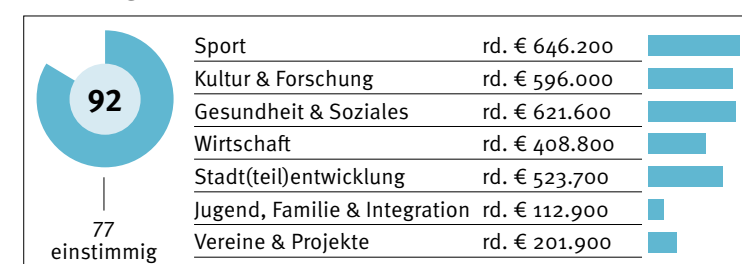 92
77
einstimmig
Sport rd. € 646.200
Kultur & Forschung rd. € 596.000
Gesundheit & Soziales rd. € 621.600
Wirtschaft rd. € 408.800
Stadt(teil)entwicklung rd. € 523.700
Jugend, Familie & Integration rd. € 112.900
Vereine & Projekte rd. € 201.900